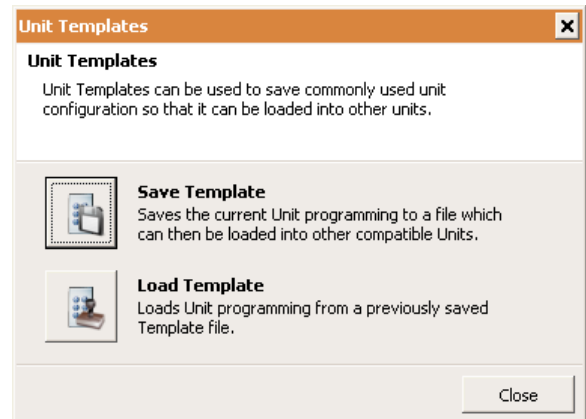 Unit Templates
Unit Templates
Unit Templates can be used to save commonly used unit
configuration so that it can be loaded into other units.
Save Template
Saves the current Unit programming to a file which
can then be loaded into other compatible Units.
Load Template
Loads Unit programming from a previously saved
Template file.
Close